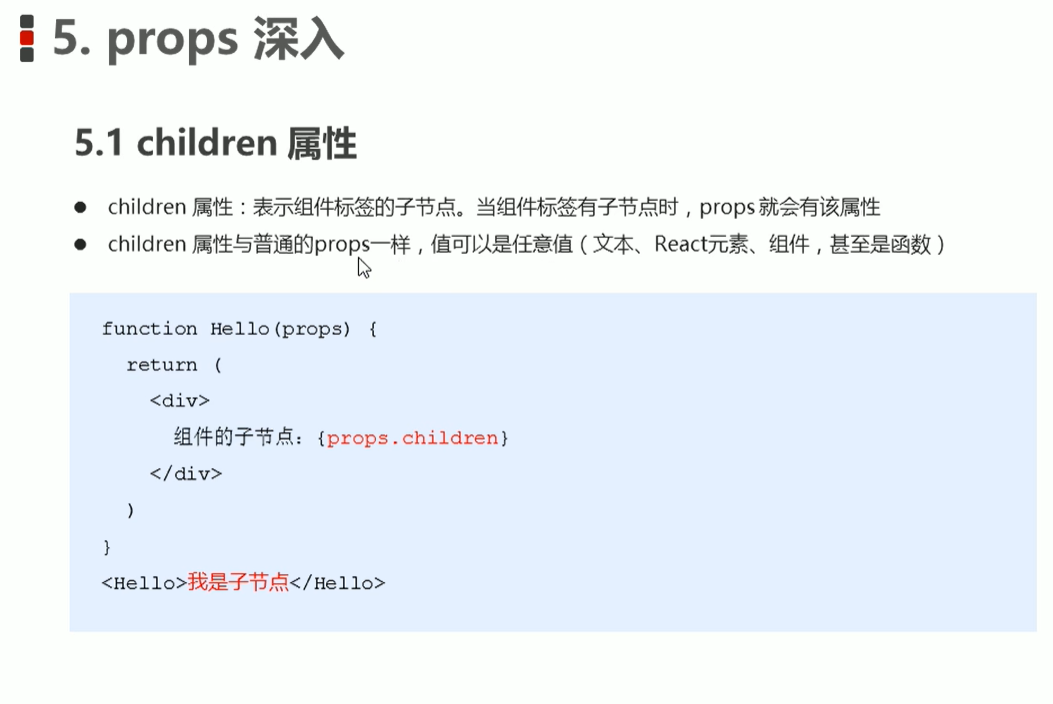 5. props 深入
5.1 children 属性
● children 属性：表示组件标签的子节点。当组件标签有子节点时，props 就会有该属性
● children 属性与普通的props一样，值可以是任意值（文本、React元素、组件，甚至是函数）
function Hello(props) {
return (
<div>
组件的子节点：{props.children}
</div>
)
}
<Hello>我是子节点</Hello>